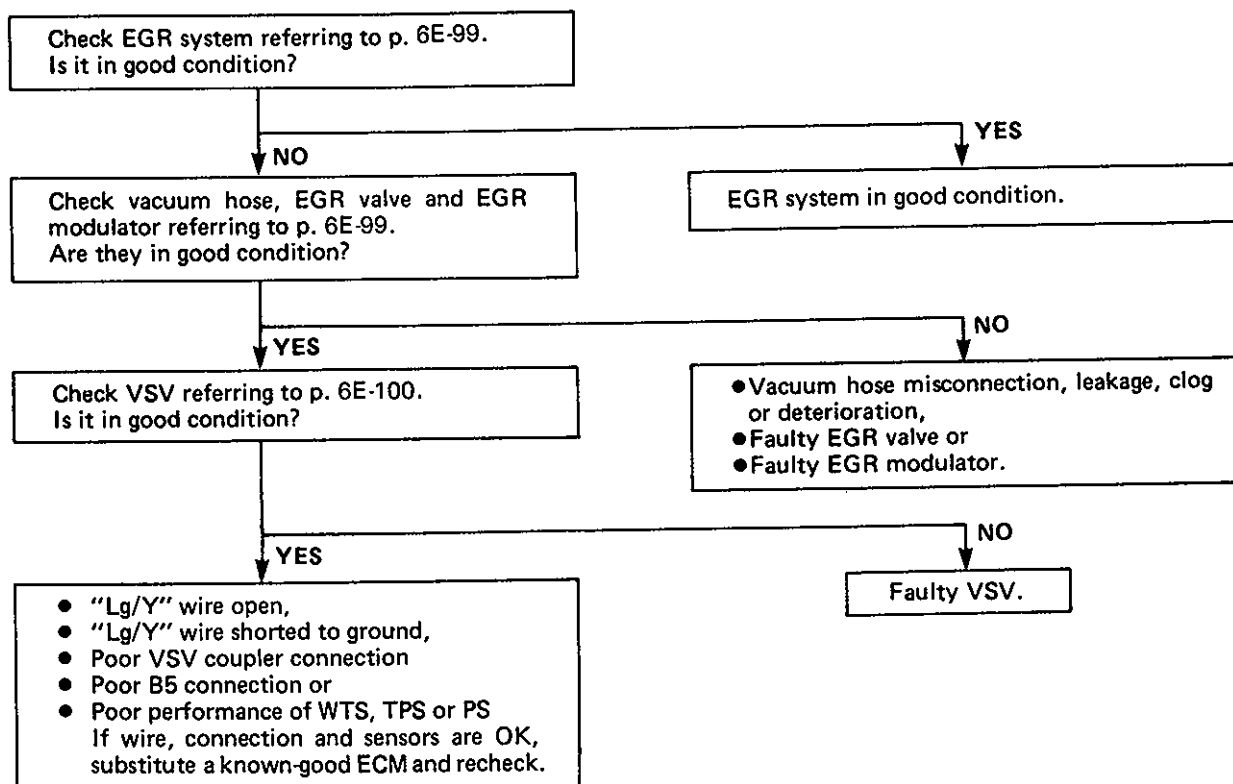 Check EGR system referring to p. 6E-99.
Is it in good condition?
YES
NO
Check vacuum hose, EGR valve and EGR
modulator referring to p. 6E-99.
Are they in good condition?
EGR system in good condition.
NO
YES
Check VSV referring to p. 6E-100.
Is it in good condition?
●Vacuum hose misconnection, leakage, clog
or deterioration,
●Faulty EGR valve or
●Faulty EGR modulator.
NO
YES
● "Lg/Y" wire open,
● "Lg/Y" wire shorted to ground,
● Poor VSV coupler connection
● Poor B5 connection or
● Poor performance of WTS, TPS or PS
If wire, connection and sensors are OK,
substitute a known-good ECM and recheck.
Faulty VSV.